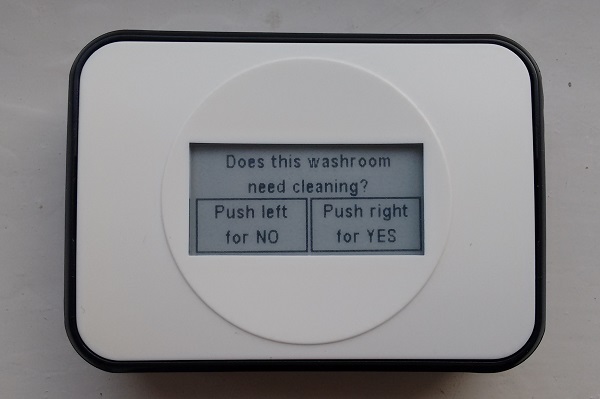 Does this washroom
need cleaning?
Push left
for NO
Push right
for YES